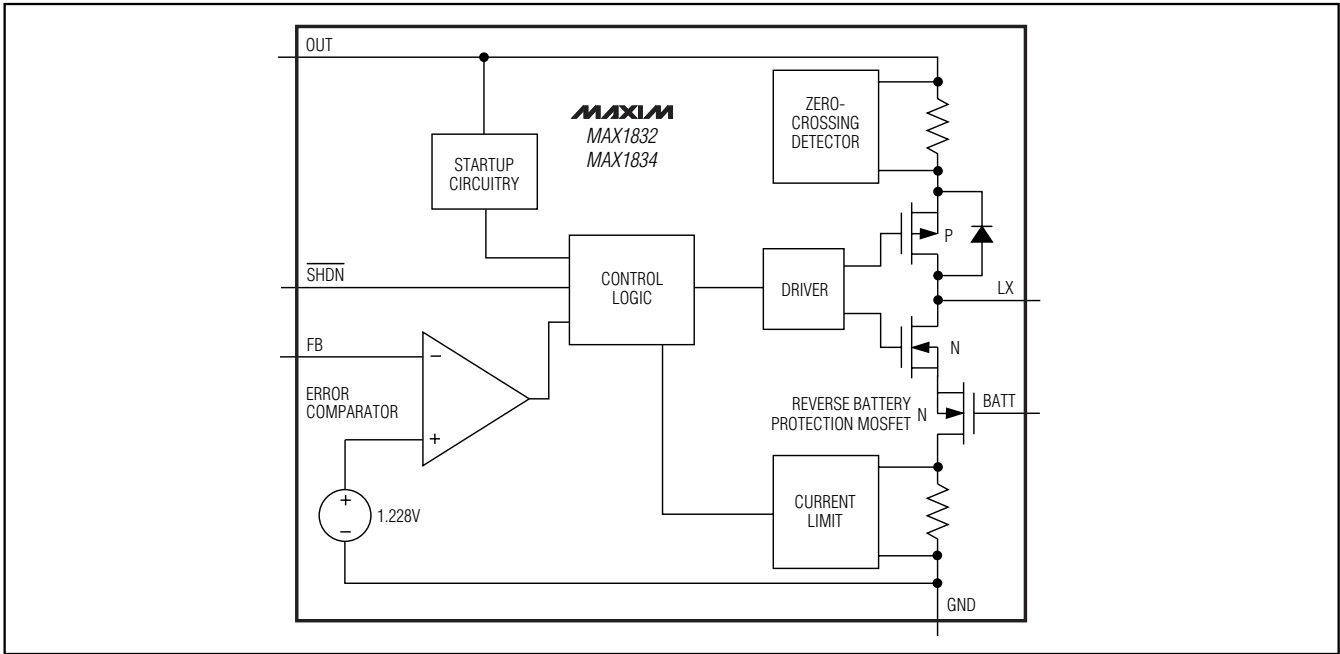 OUT
MAXIM
MAX1832
MAX1834
ZERO-
CROSSING
DETECTOR
STARTUP
CIRCUITRY
P
SHDN
CONTROL
LOGIC
DRIVER
LX
FB
−
N
ERROR
COMPARATOR
REVERSE BATTERY
PROTECTION MOSFET
N
BATT
+
+
−
1.228V
CURRENT
LIMIT
GND